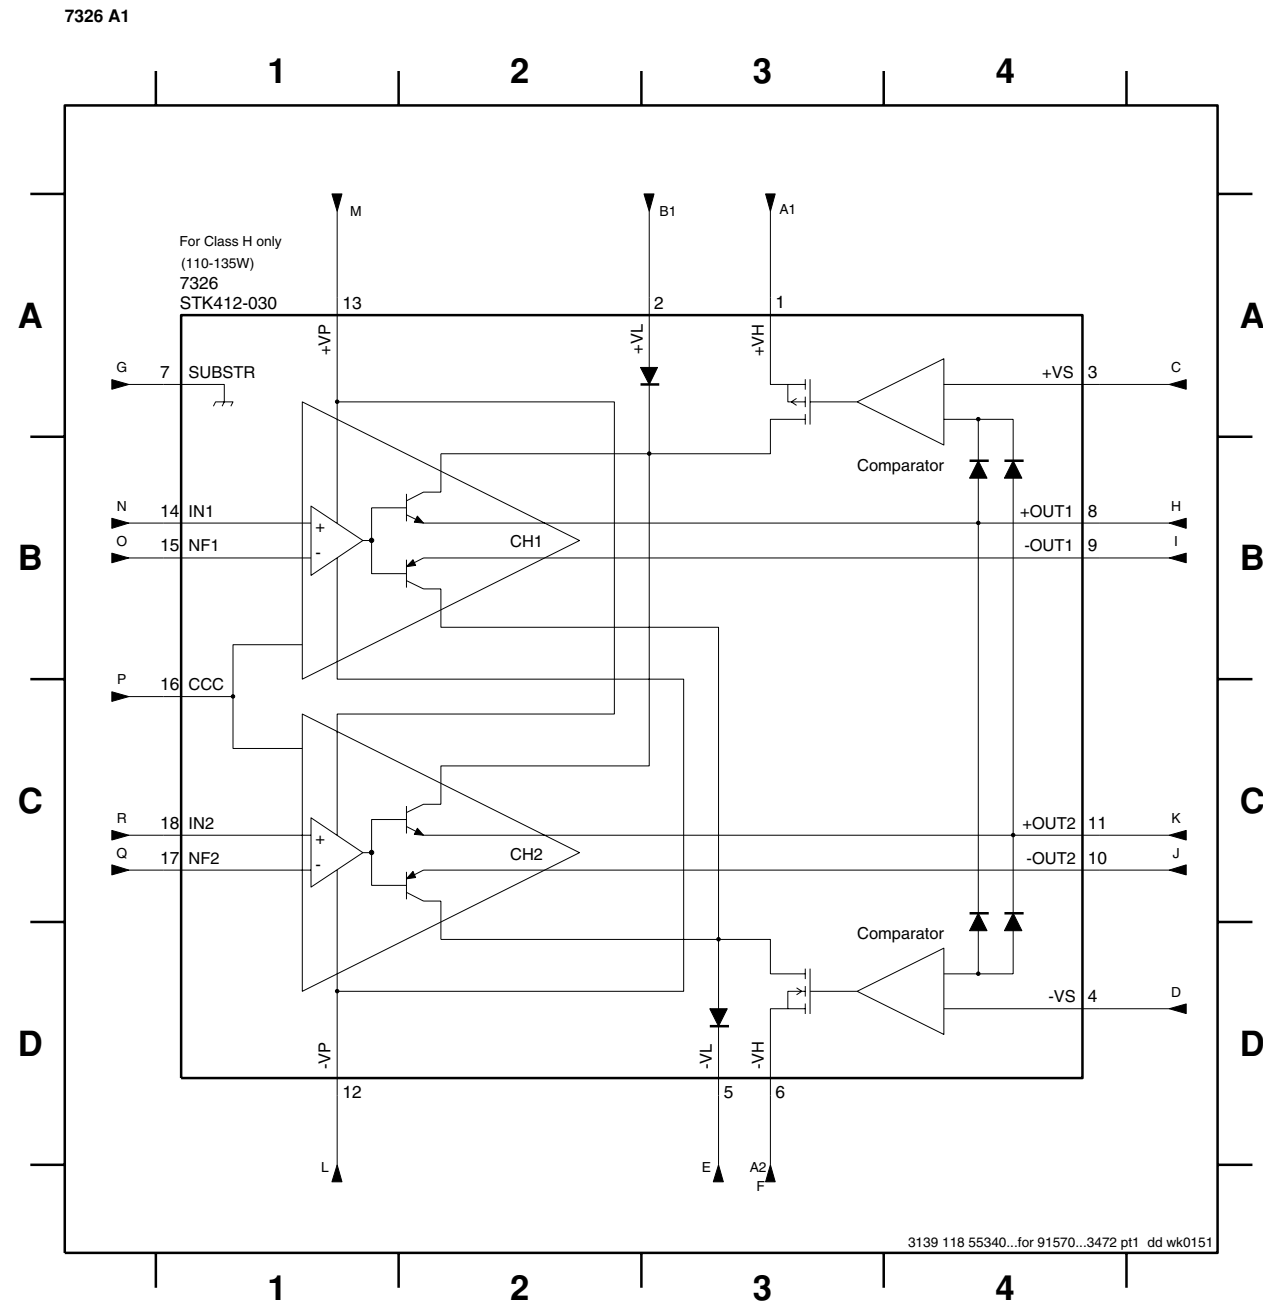 7326 A1
1 2 3 4
M B1 A1
For Class H only
(110-135W)
7326
STK412-030 13 2 1
+VP +VL +VH
A A
G 7 SUBSTR +VS 3 C
Comparator
N 14 IN1 + +OUT1 8 H
O 15 NF1 - CH1 -OUT1 9 I
B B
P 16 CCC
C C
R 18 IN2 + +OUT2 11 K
Q 17 NF2 - CH2 -OUT2 10 J
Comparator
-VS 4 D
D D
-VP -VL -VH
12 5 6
L E A2
F
3139 118 55340...for 91570...3472 pt1 dd wk0151
1 2 3 4